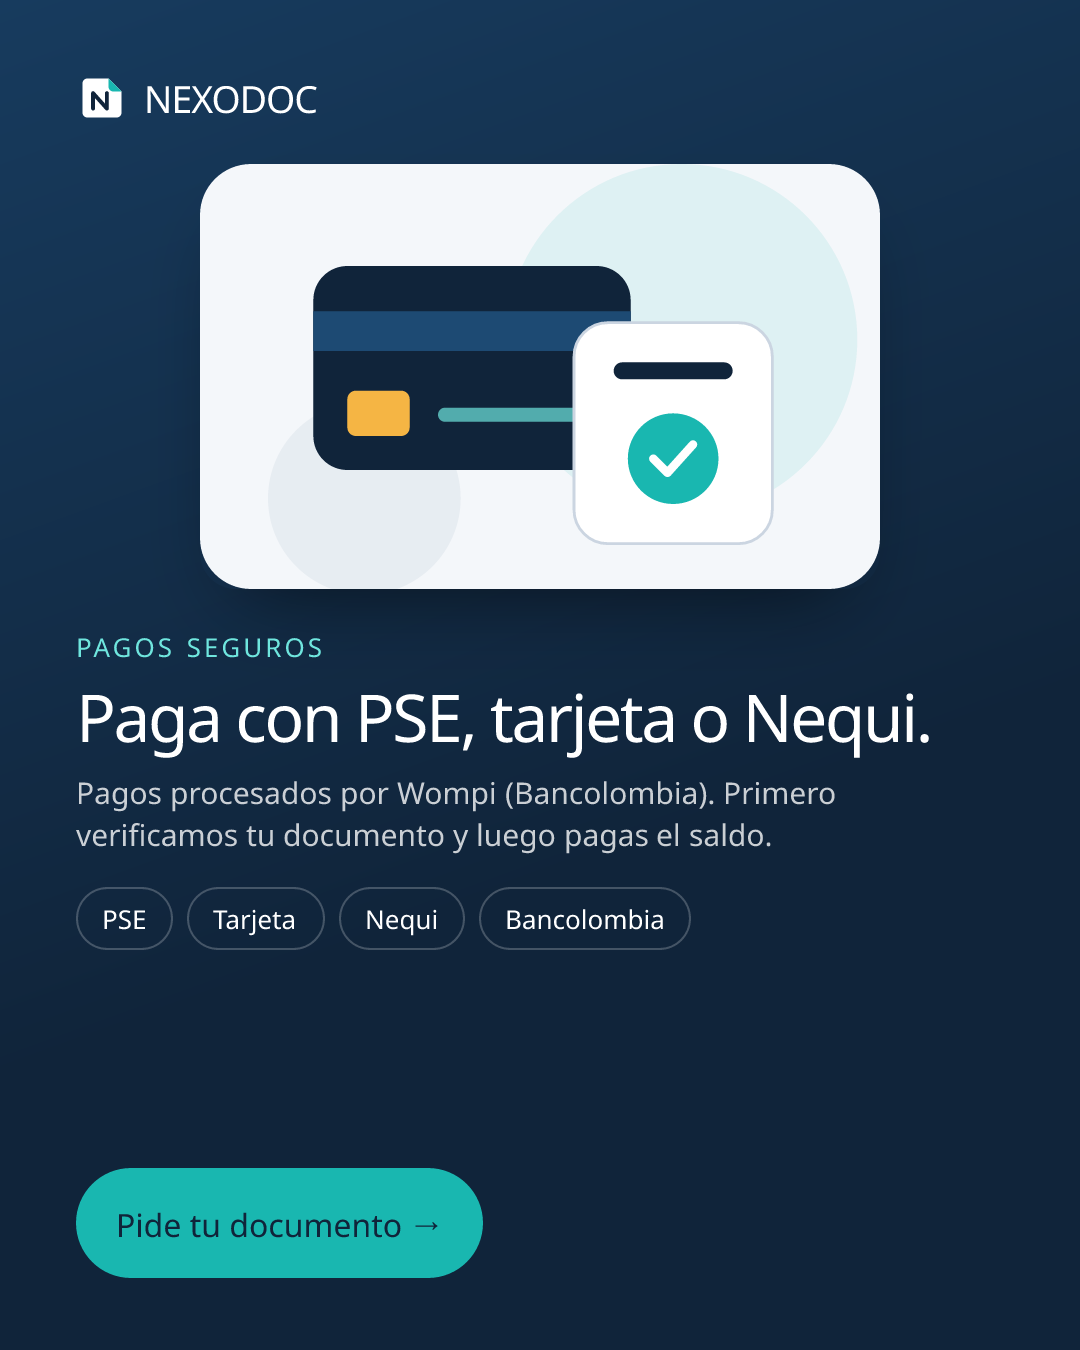 N
NEXODOC
PAGOS SEGUROS
Paga con PSE, tarjeta o Nequi.
Pagos procesados por Wompi (Bancolombia). Primero
verificamos tu documento y luego pagas el saldo.
PSE
Tarjeta
Nequi
Bancolombia
Pide tu documento →